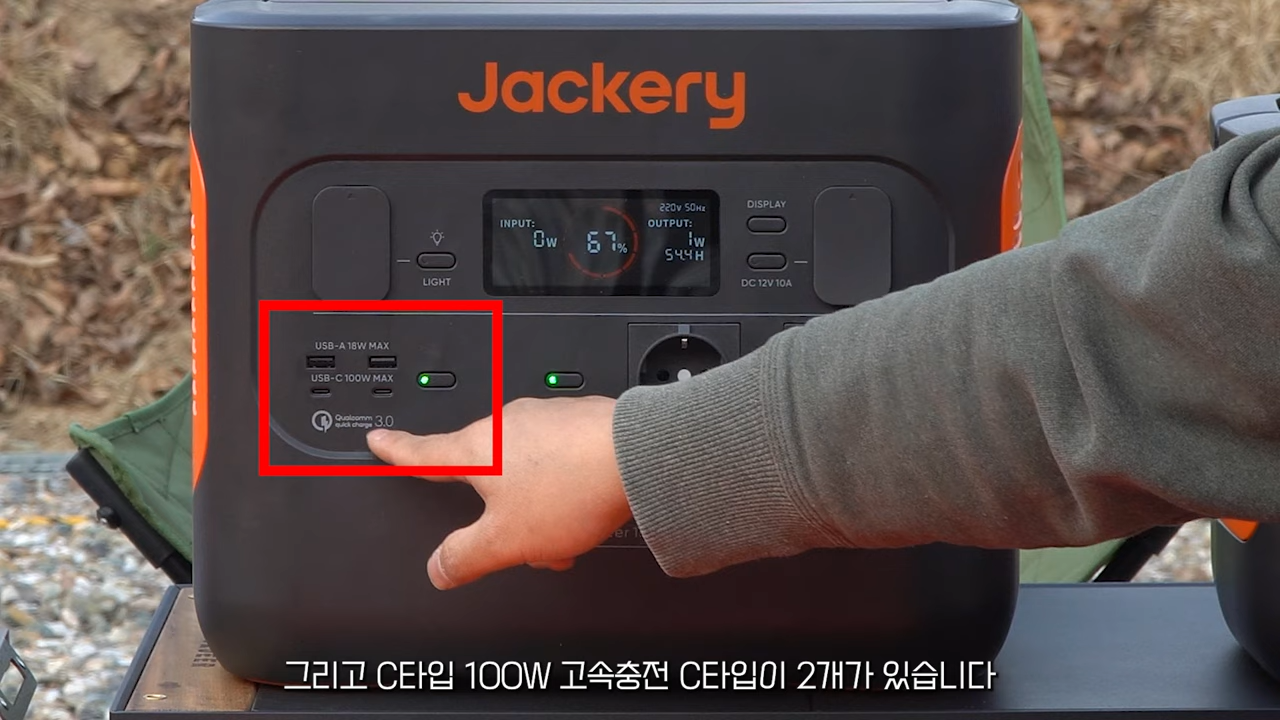 Jackery
220v 50Hz
INPUT:
OUTPUT:
0w
67%
1w
54.4H
DISPLAY
LIGHT
DC 12V 10A
USB-A 18W MAX
USB-C 100W MAX
Qualcomm
quick charge 3.0
그리고 C타입 100W 고속충전 C타입이 2개가 있습니다